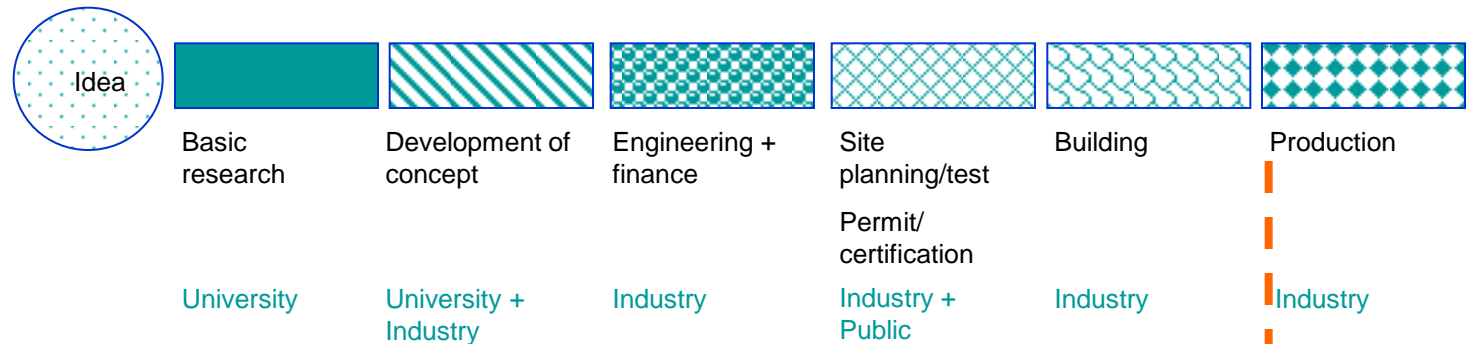 Idea
Basic
research
Development of
concept
Engineering +
finance
Site
planning/test
Permit/
certification
Building
Production
University
University +
Industry
Industry
Industry +
Public
Industry
Industry